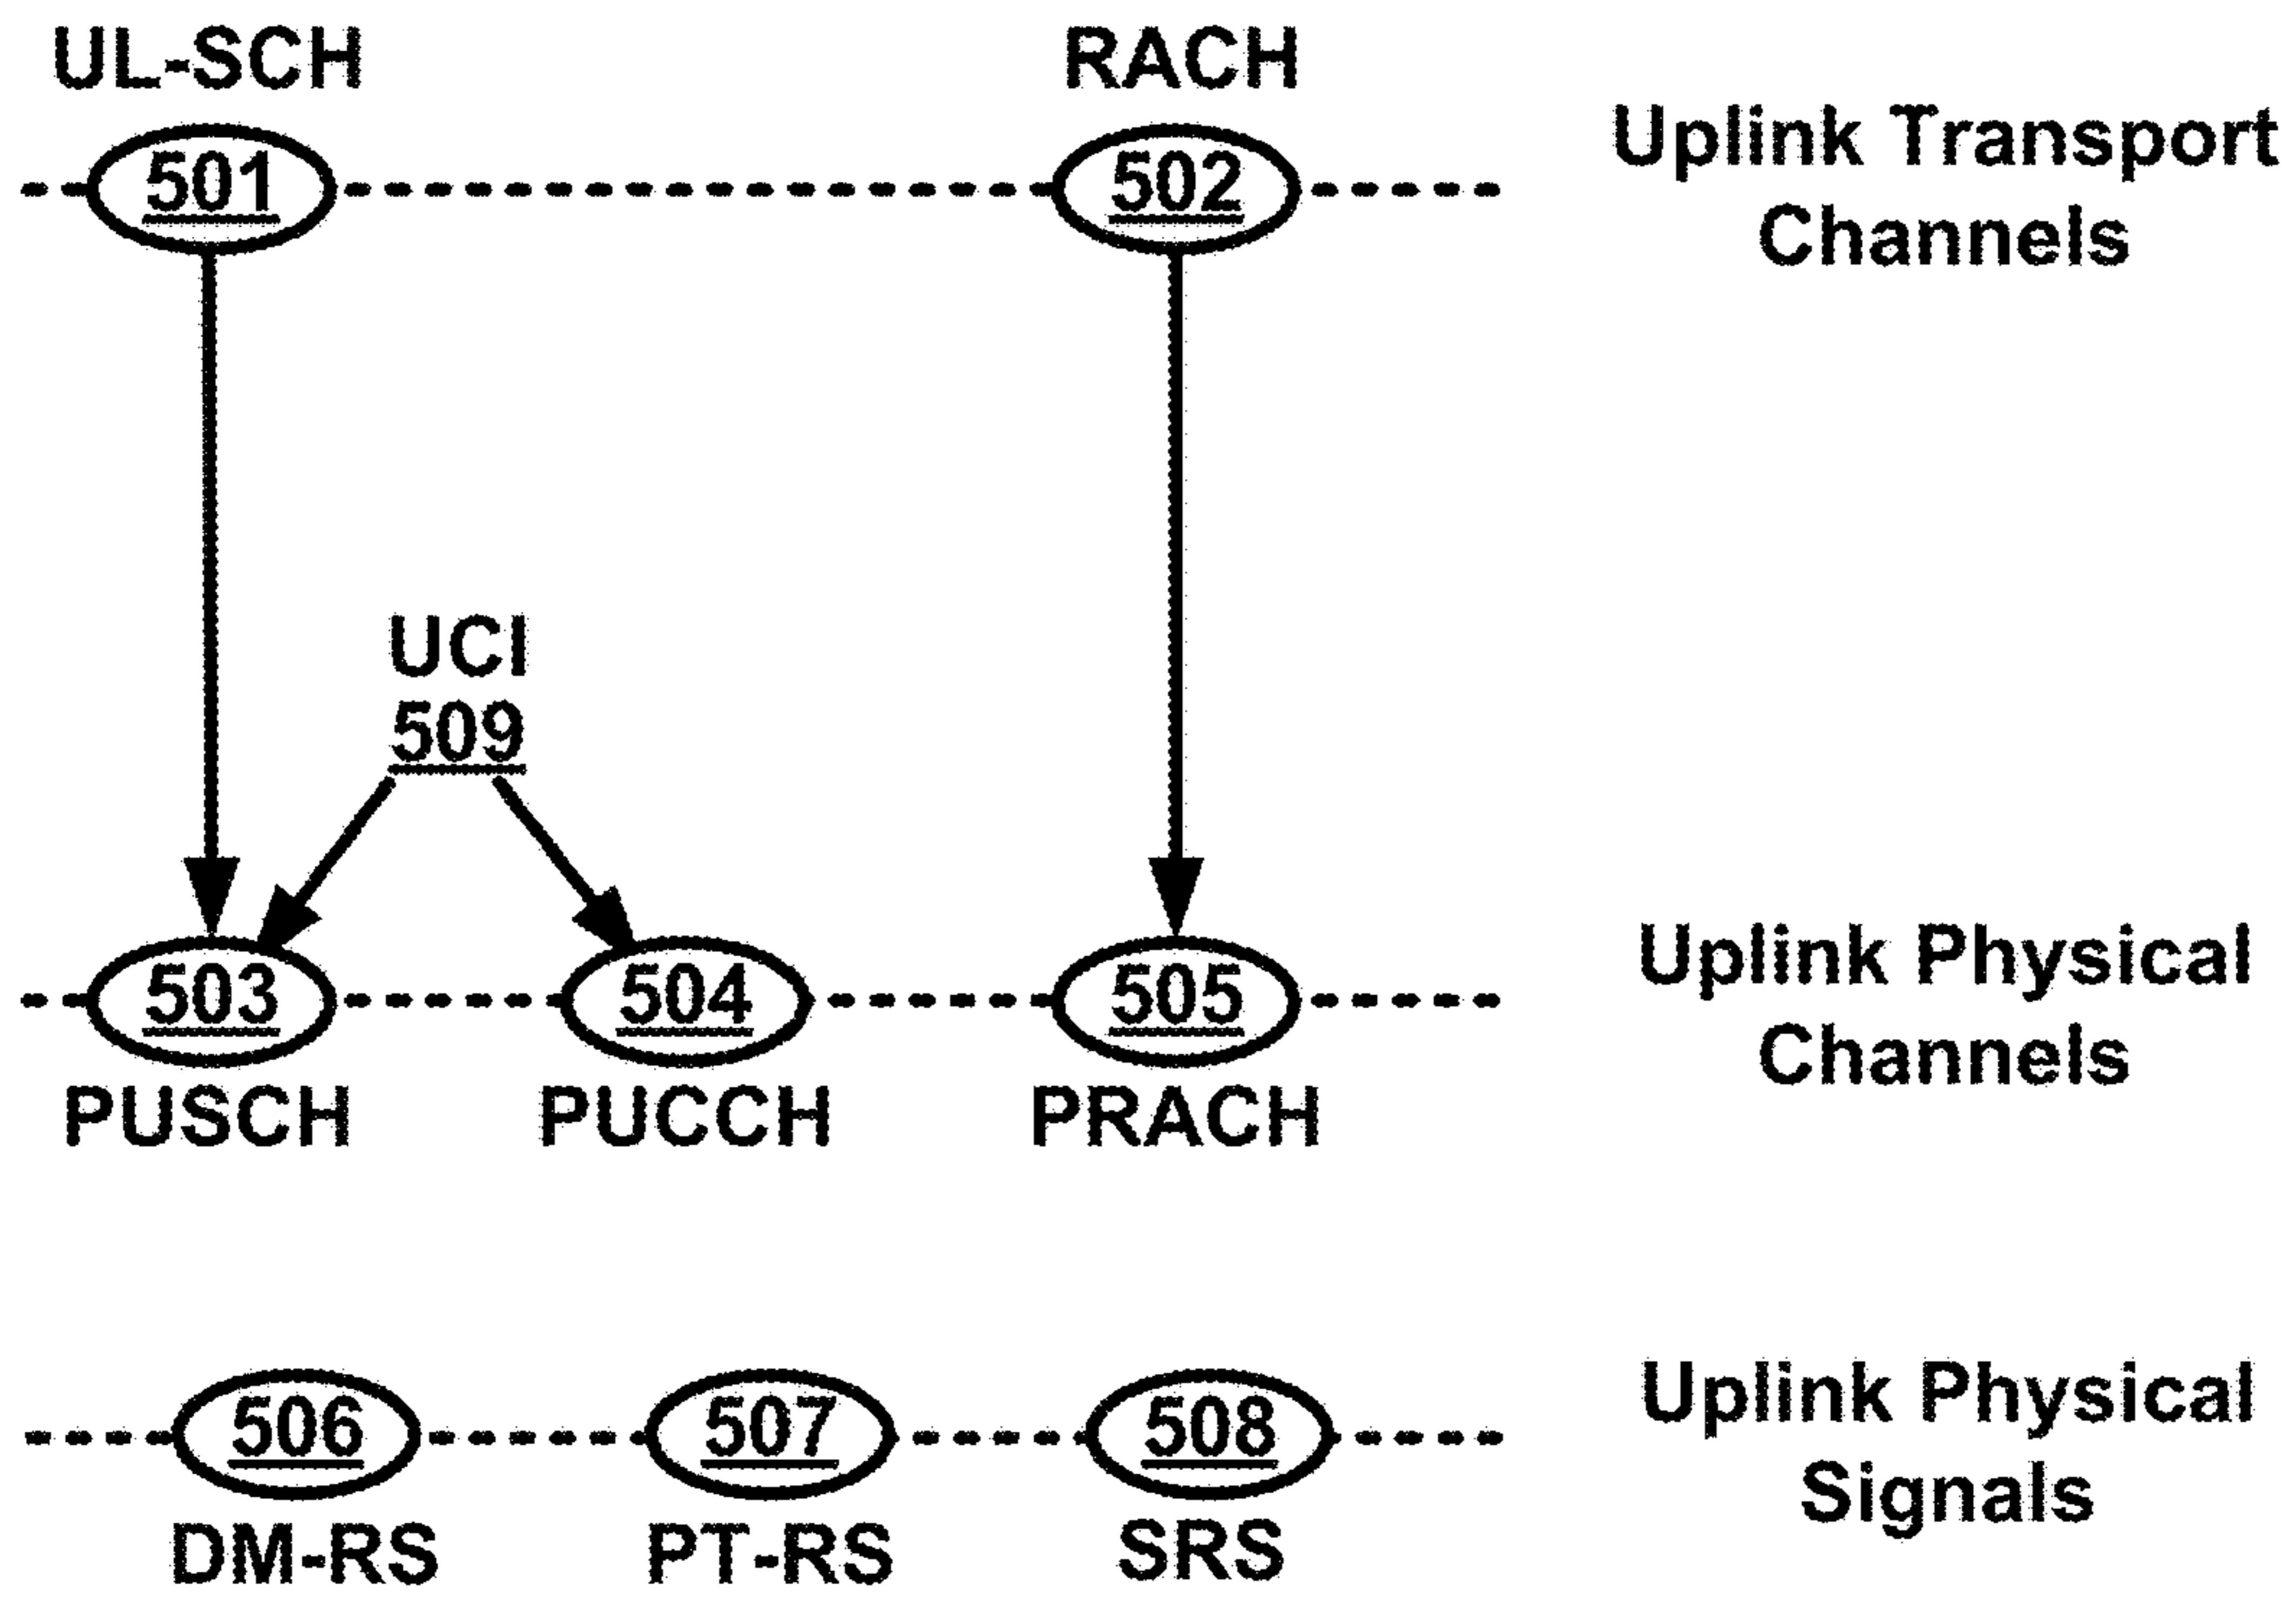 UL-SCH
RACH
501
502
Uplink Transport
Channels
UCI
509
503
504
505
Uplink Physical
Channels
PUSCH
PUCCH
PRACH
506
507
508
Uplink Physical
Signals
DM-RS
PT-RS
SRS